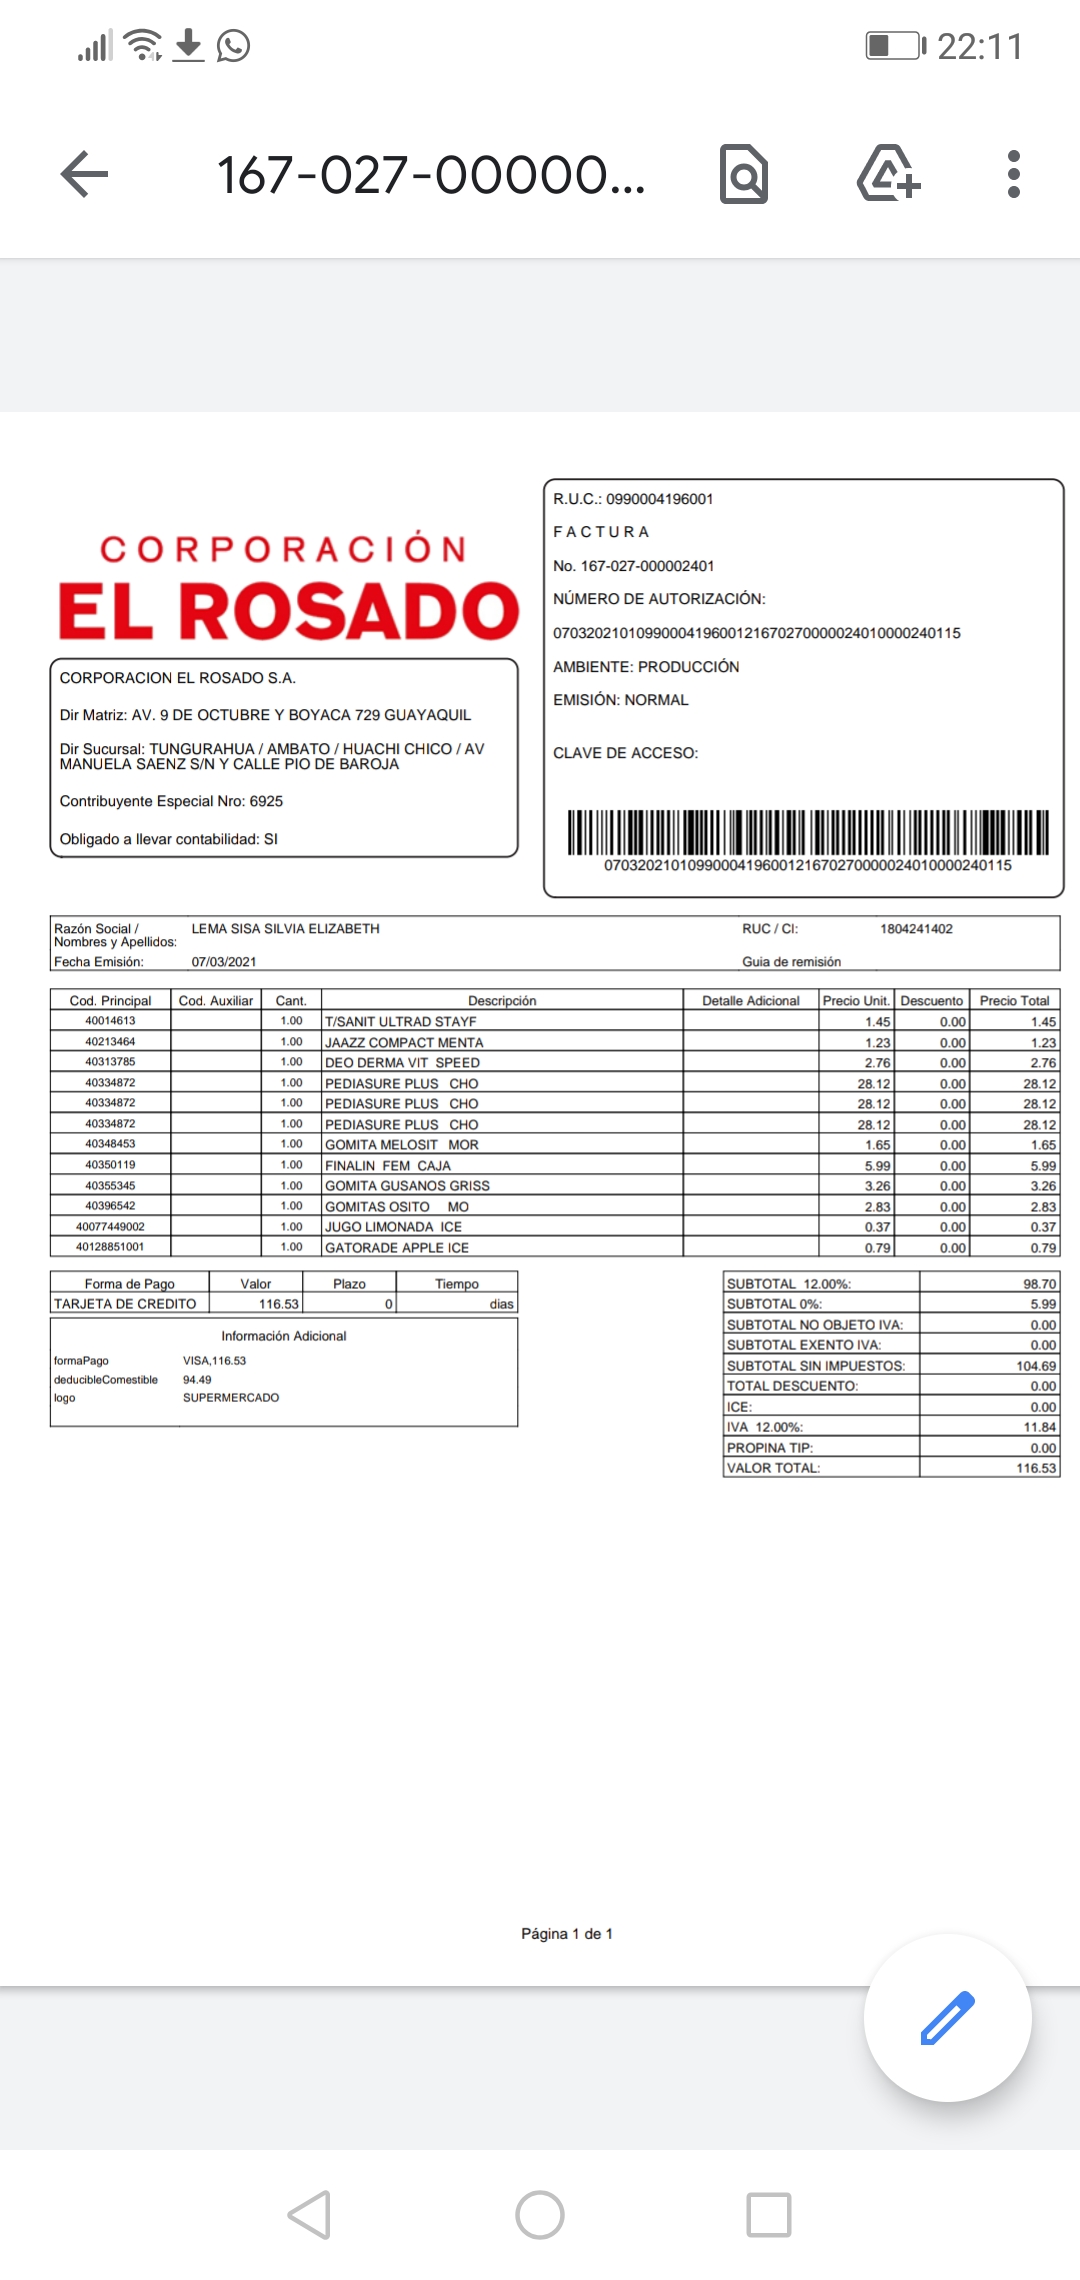 22:11
167-027-00000...
CORPORACIÓN
EL ROSADO
CORPORACION EL ROSADO S.A.
Dir Matriz: AV. 9 DE OCTUBRE Y BOYACA 729 GUAYAQUIL
Dir Sucursal: TUNGURAHUA / AMBATO / HUACHI CHICO / AV
MANUELA SAENZ S/N Y CALLE PIO DE BAROJA
Contribuyente Especial Nro: 6925
Obligado a llevar contabilidad: SI
R.U.C.: 0990004196001
FACTURA
No. 167-027-000002401
NÚMERO DE AUTORIZACIÓN:
0703202101099000419600121670270000024010000240115
AMBIENTE: PRODUCCIÓN
EMISIÓN: NORMAL
CLAVE DE ACCESO:
0703202101099000419600121670270000024010000240115
Razón Social / LEMA SISA SILVIA ELIZABETH RUC / CI: 1804241402
Nombres y Apellidos:
Fecha Emisión: 07/03/2021 Guia de remisión
Cod. Principal Cod. Auxiliar Cant. Descripción Detalle Adicional Precio Unit. Descuento Precio Total
40014613 1.00 T/SANIT ULTRAD STAYF 1.45 0.00 1.45
40213464 1.00 JAAZZ COMPACT MENTA 1.23 0.00 1.23
40313785 1.00 DEO DERMA VIT SPEED 2.76 0.00 2.76
40334872 1.00 PEDIASURE PLUS CHO 28.12 0.00 28.12
40334872 1.00 PEDIASURE PLUS CHO 28.12 0.00 28.12
40334872 1.00 PEDIASURE PLUS CHO 28.12 0.00 28.12
40348453 1.00 GOMITA MELOSIT MOR 1.65 0.00 1.65
40350119 1.00 FINALIN FEM CAJA 5.99 0.00 5.99
40355345 1.00 GOMITA GUSANOS GRISS 3.26 0.00 3.26
40396542 1.00 GOMITAS OSITO MO 2.83 0.00 2.83
40077449002 1.00 JUGO LIMONADA ICE 0.37 0.00 0.37
40128851001 1.00 GATORADE APPLE ICE 0.79 0.00 0.79
Forma de Pago Valor Plazo Tiempo
TARJETA DE CREDITO 116.53 0 dias
Información Adicional
formaPago VISA,116.53
deducibleComestible 94.49
logo SUPERMERCADO
SUBTOTAL 12.00%: 98.70
SUBTOTAL 0%: 5.99
SUBTOTAL NO OBJETO IVA: 0.00
SUBTOTAL EXENTO IVA: 0.00
SUBTOTAL SIN IMPUESTOS: 104.69
TOTAL DESCUENTO: 0.00
ICE: 0.00
IVA 12.00%: 11.84
PROPINA TIP: 0.00
VALOR TOTAL: 116.53
Página 1 de 1